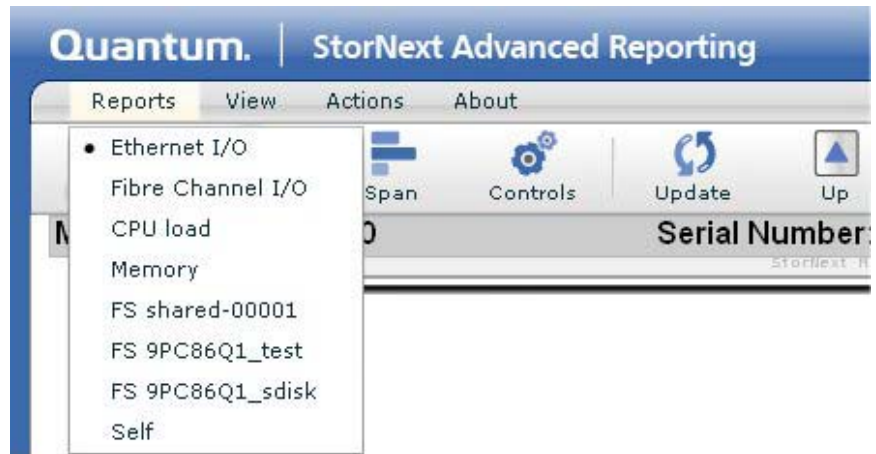 Quantum. | StorNext Advanced Reporting
Reports View Actions About
Ethernet I/O
Fibre Channel I/O
CPU load
Memory
FS shared-00001
FS 9PC86Q1_test
FS 9PC86Q1_sdisk
Self
Span Controls Update Up
Serial Number:
StorNext